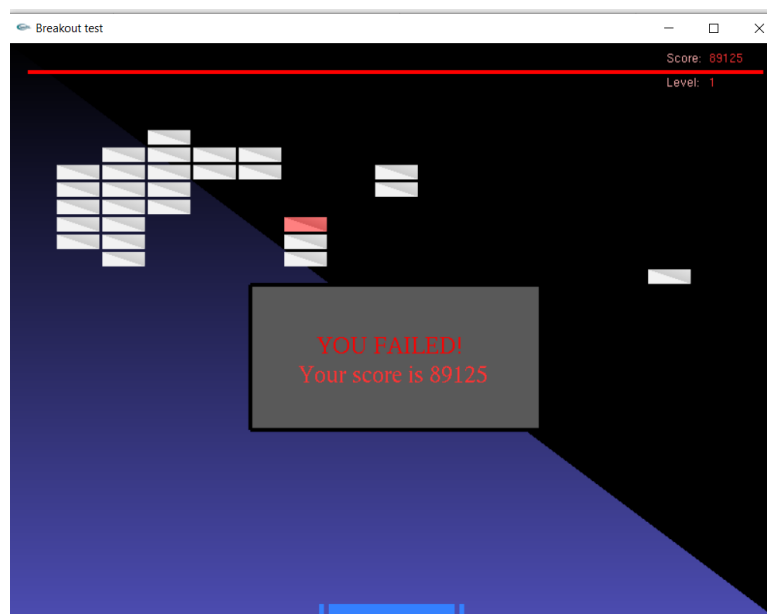 Breakout test
Score: 89125
Level: 1
YOU FAILED!
Your score is 89125